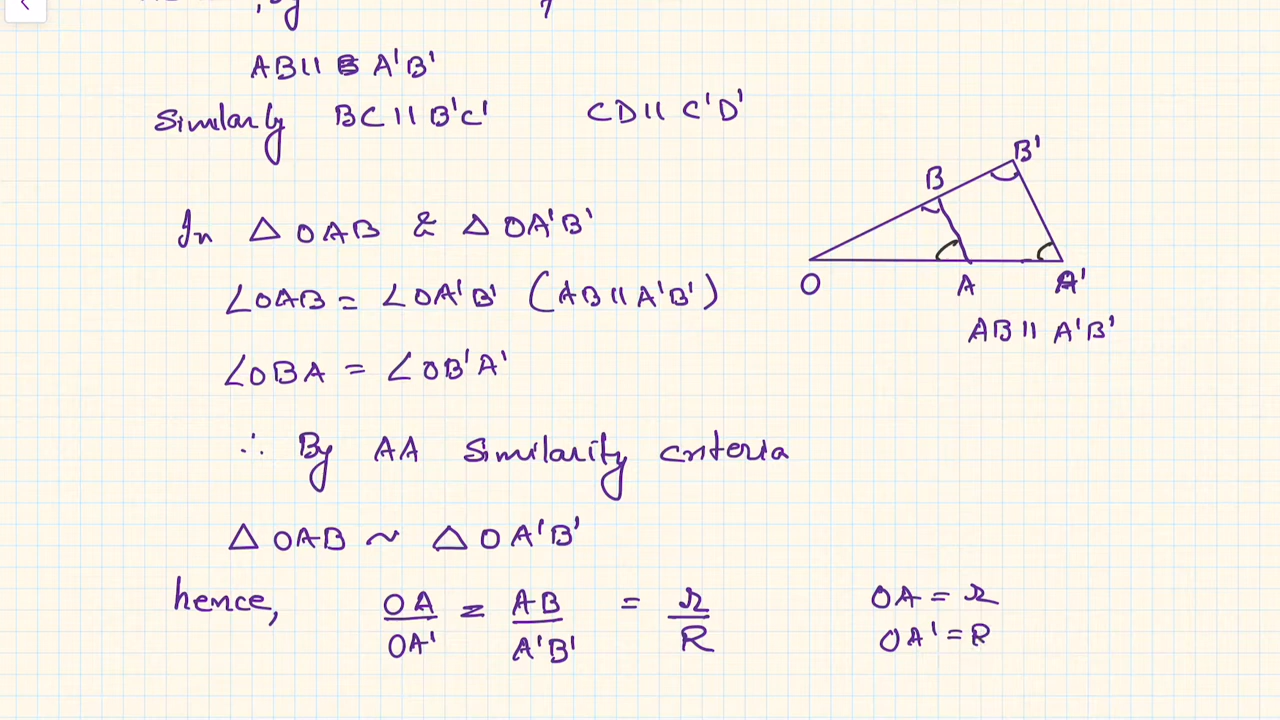 AB || A'B'
Similarly BC || B'C' CD || C'D'
In △ OAB & △ OA'B'
∠OAB = ∠OA'B' (AB || A'B')
∠OBA = ∠OB'A'
∴ By AA Similarity criteria
△ OAB ~ △ OA'B'
hence, OA/OA' = AB/A'B' = r/R
OA = r
OA' = R
B'
B
O A A'
AB || A'B'